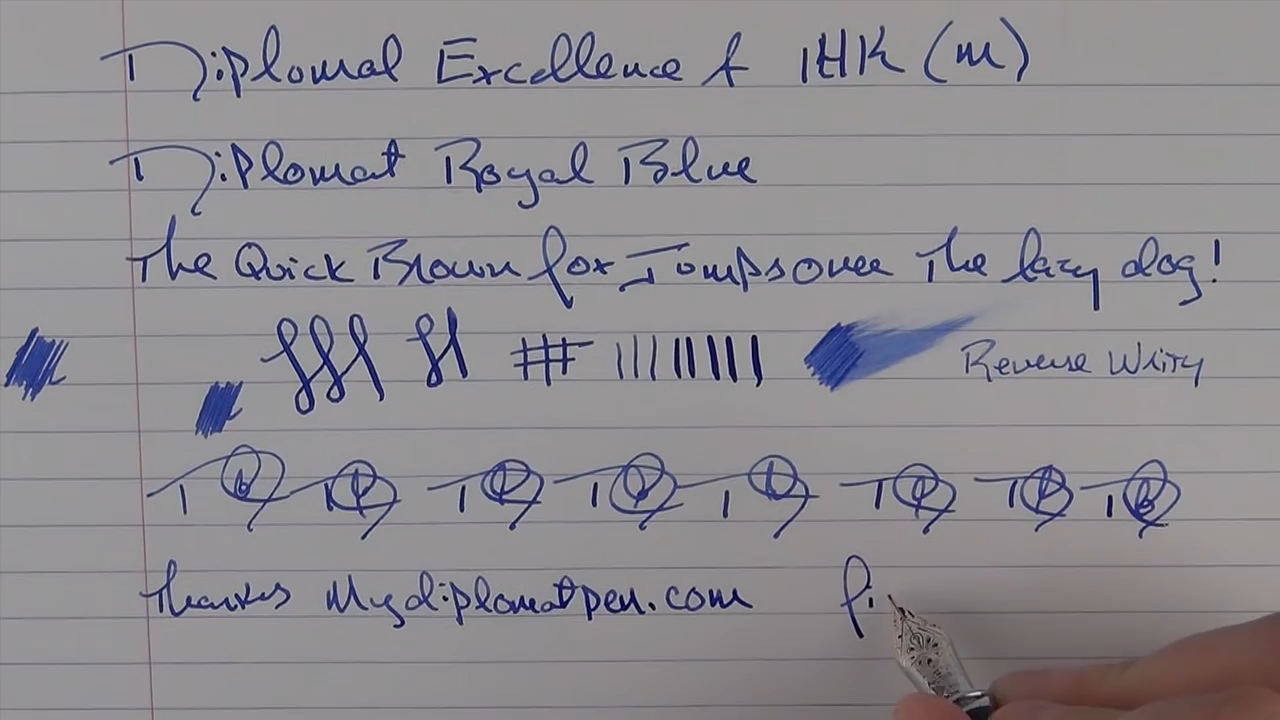 Diplomat Excellence A 14K (M)
Diplomat Royal Blue
The Quick Brown fox Jumps over The lazy dog!
Reverse Writing
Thanks Mydiplomatpen.com fi